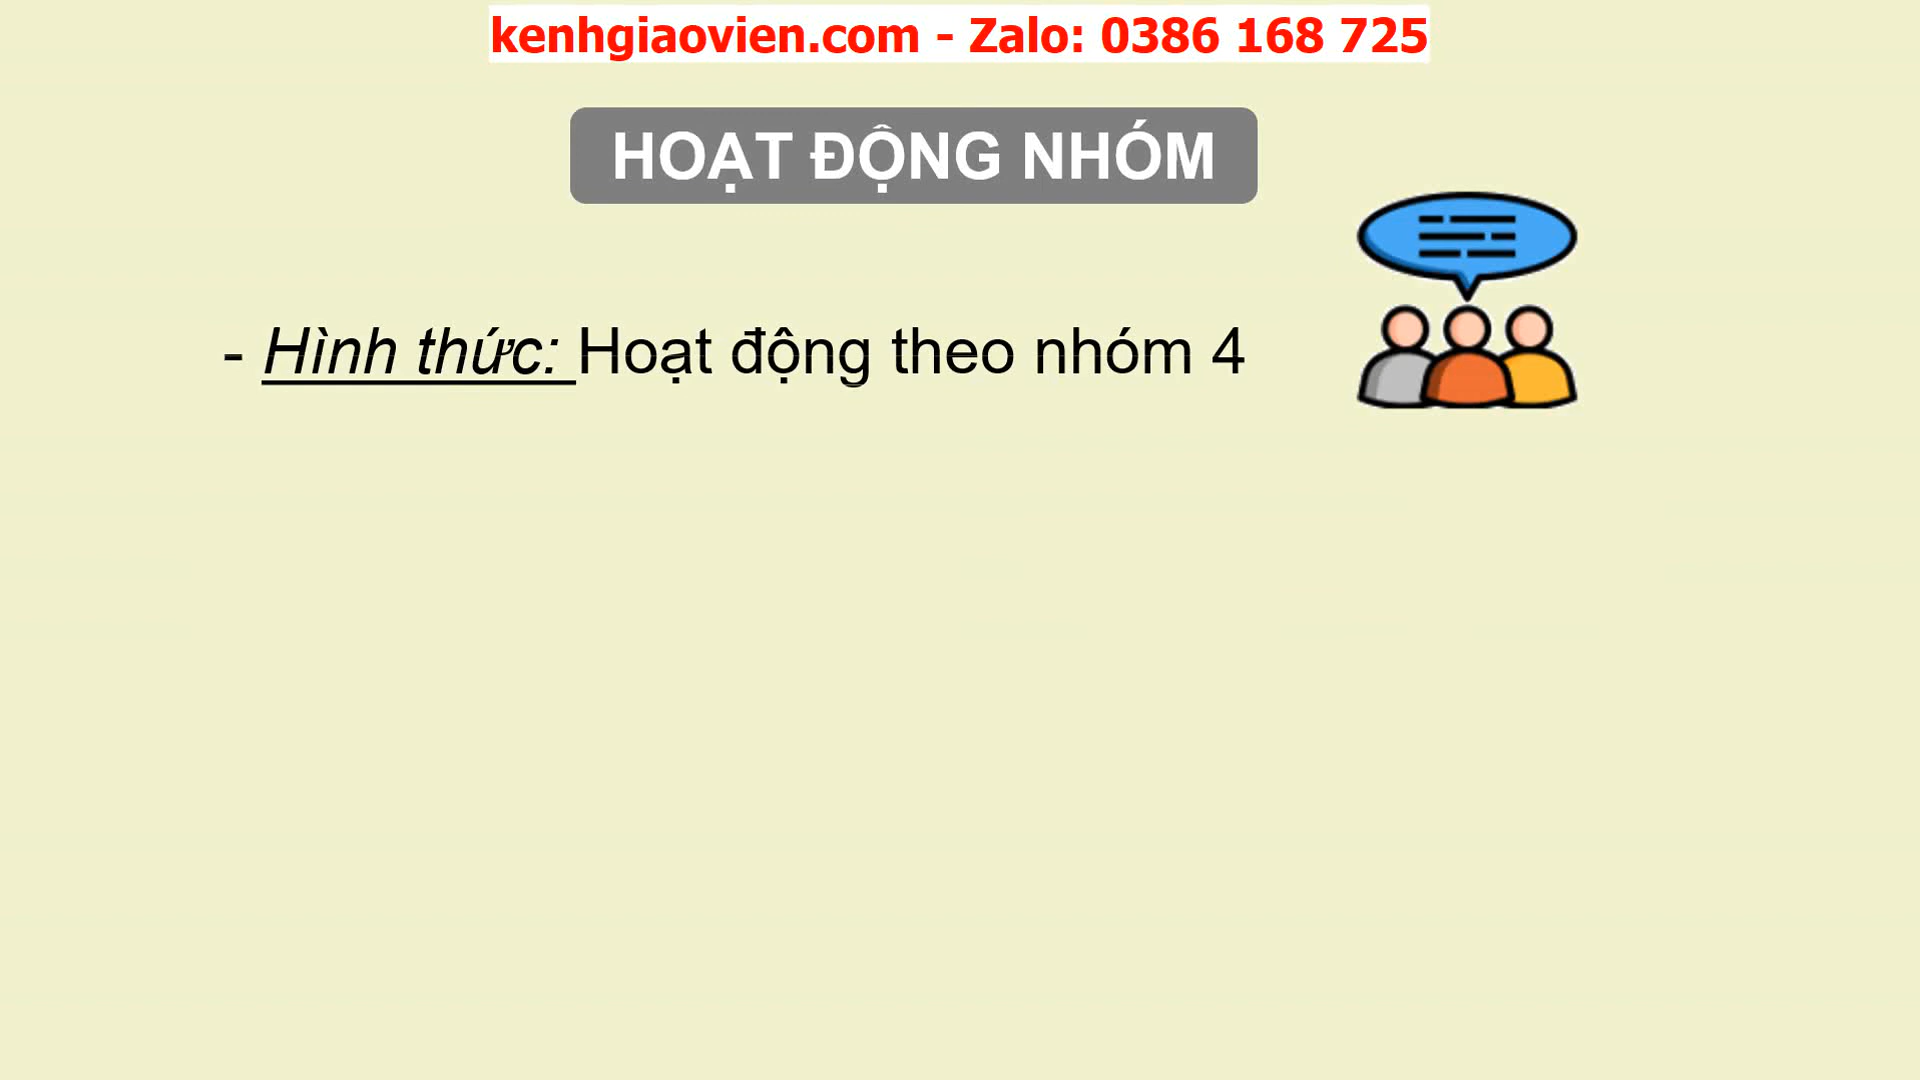 kenhgiaovien.com - Zalo: 0386 168 725
HOẠT ĐỘNG NHÓM
- Hình thức: Hoạt động theo nhóm 4